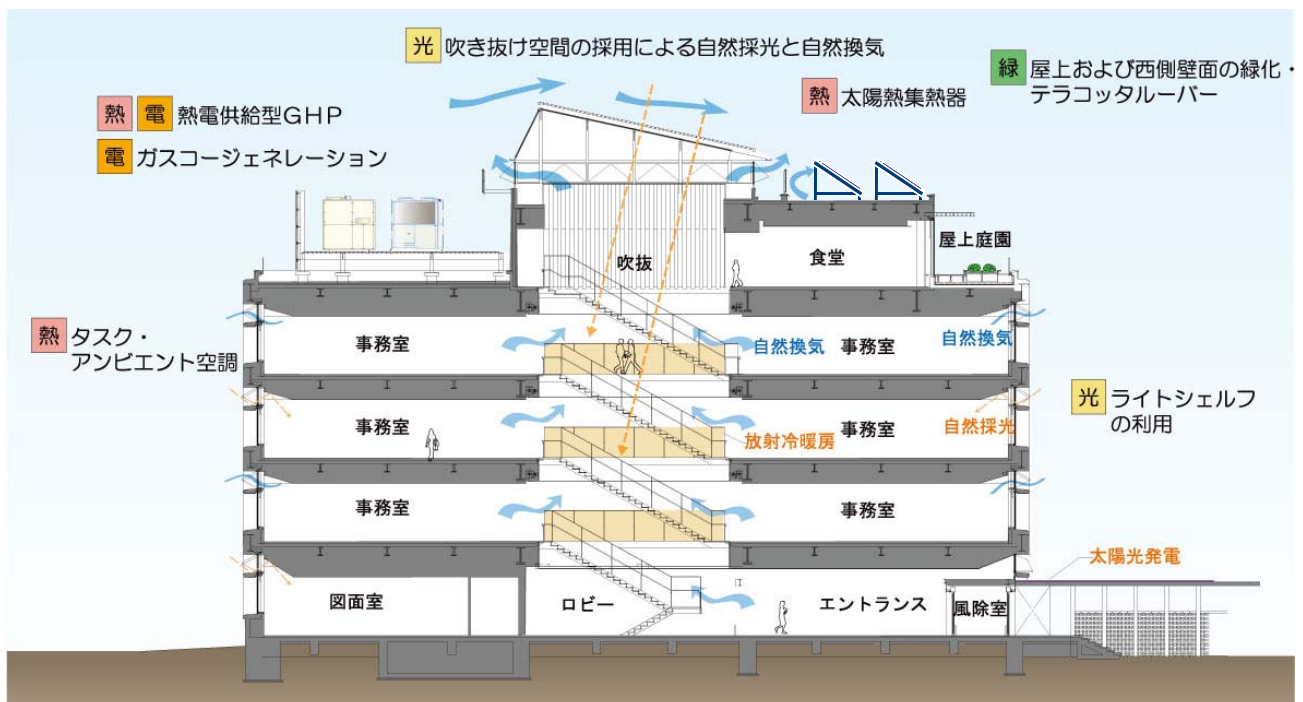 光 吹き抜け空間の採用による自然採光と自然換気
緑 屋上および西側壁面の緑化・
テラコッタルーバー
熱 太陽熱集熱器
熱 電 熱電供給型GHP
電 ガスコージェネレーション
屋上庭園
吹抜
食堂
熱 タスク・
アンビエント空調
事務室
自然換気
事務室
自然換気
光 ライトシェルフ
の利用
事務室
放射冷暖房
事務室
自然採光
事務室
事務室
太陽光発電
図面室
ロビー
エントランス
風除室